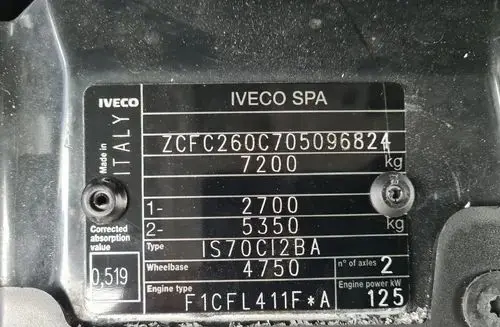 IVECO
IVECO SPA
Made in
ITALY
ZCFC260C705096824
7200 kg
1- 2700
2- 5350 kg
Corrected
absorption
value
0,519
Type IS70CI2BA
Wheelbase 4750 n° of axles 2
Engine type F1CFL411F*A Engine power kW 125